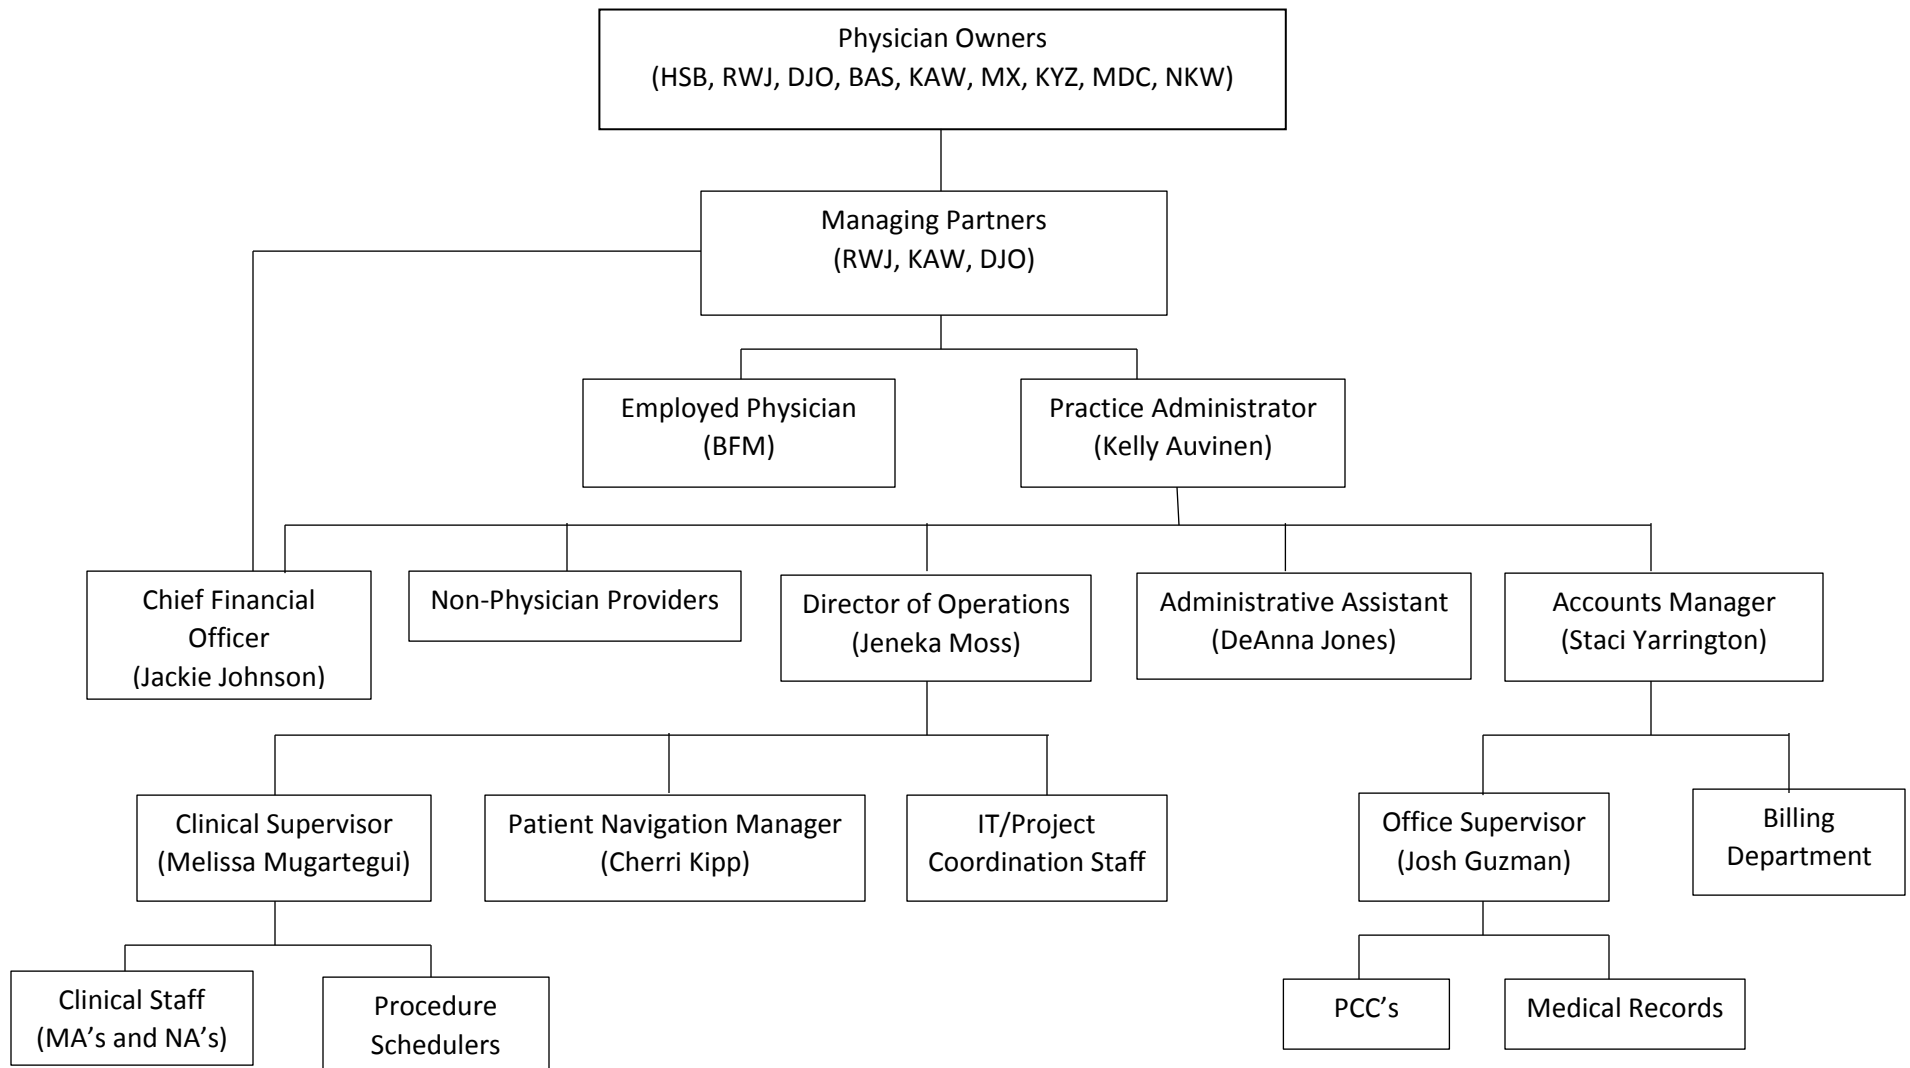 Physician Owners
(HSB, RWJ, DJO, BAS, KAW, MX, KYZ, MDC, NKW)
Managing Partners
(RWJ, KAW, DJO)
Employed Physician
(BFM)
Practice Administrator
(Kelly Auvinen)
Chief Financial
Officer
(Jackie Johnson)
Non-Physician Providers
Director of Operations
(Jeneka Moss)
Administrative Assistant
(DeAnna Jones)
Accounts Manager
(Staci Yarrington)
Clinical Supervisor
(Melissa Mugartegui)
Patient Navigation Manager
(Cherri Kipp)
IT/Project
Coordination Staff
Office Supervisor
(Josh Guzman)
Billing
Department
Clinical Staff
(MA’s and NA’s)
Procedure
Schedulers
PCC’s
Medical Records